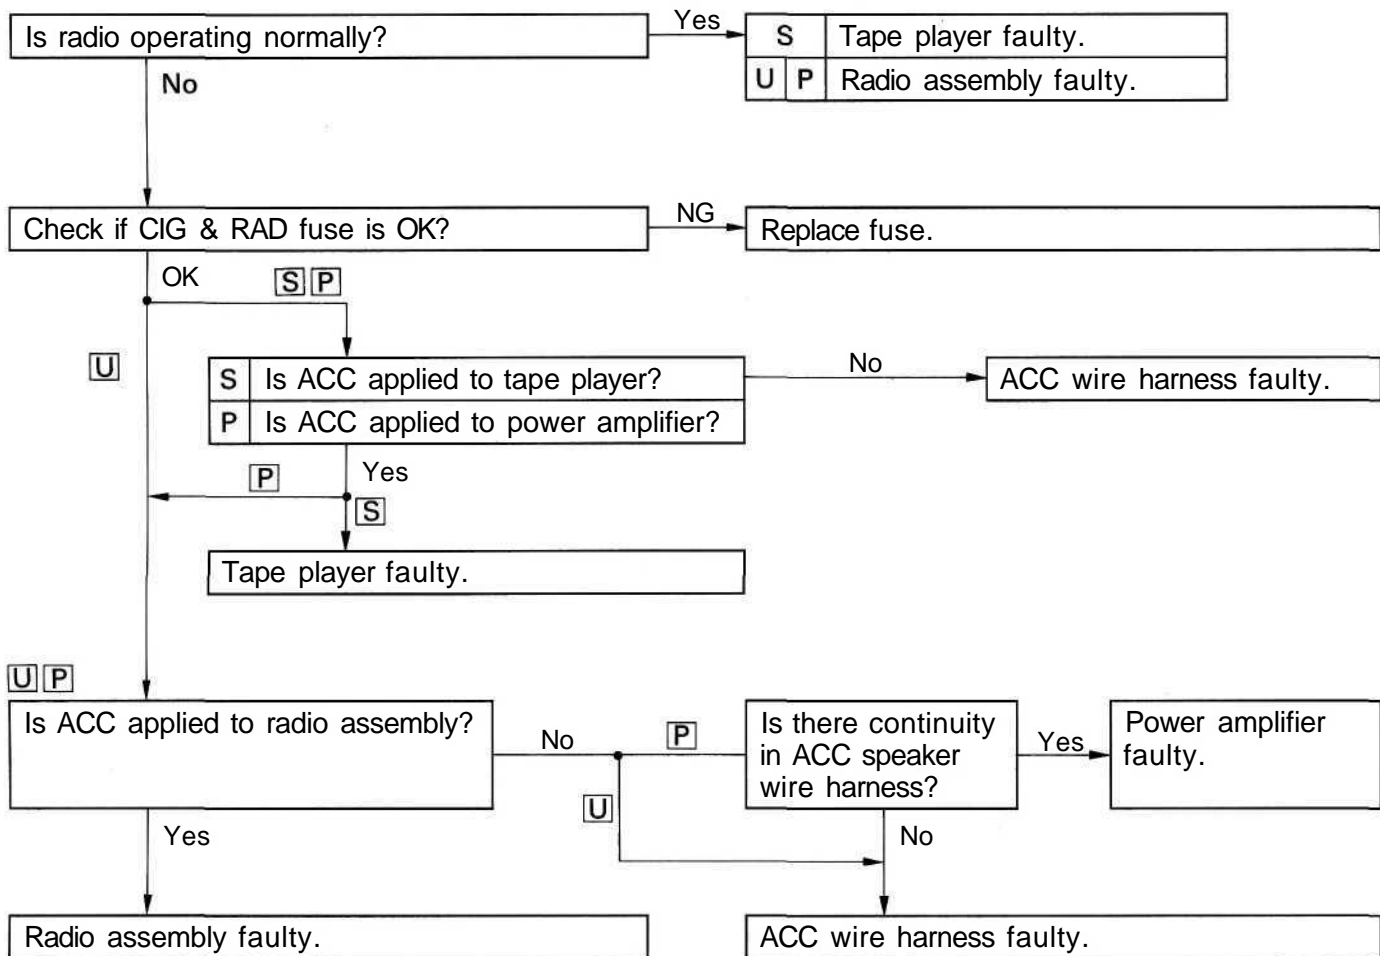 Is radio operating normally?
Yes
S Tape player faulty.
U P Radio assembly faulty.
No
Check if CIG & RAD fuse is OK?
NG
Replace fuse.
OK
S P
U
S Is ACC applied to tape player?
P Is ACC applied to power amplifier?
No
ACC wire harness faulty.
Yes
P
S
Tape player faulty.
U P
Is ACC applied to radio assembly?
No
P
Is there continuity
in ACC speaker
wire harness?
Yes
Power amplifier
faulty.
U
Yes
No
Radio assembly faulty.
ACC wire harness faulty.